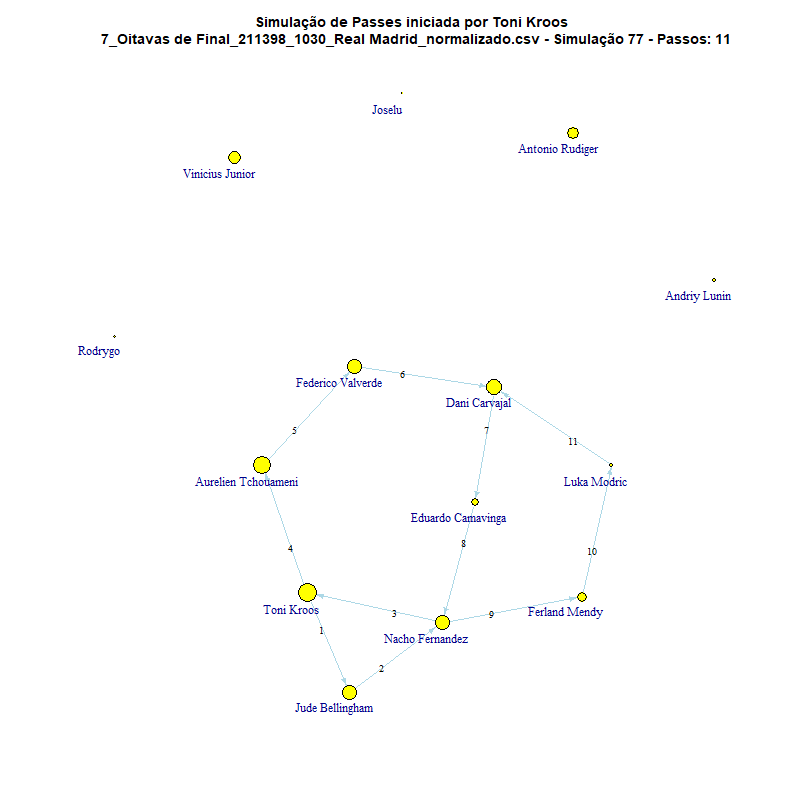 Simulação de Passes iniciada por Toni Kroos
7_Oitavas de Final_211398_1030_Real Madrid_normalizado.csv - Simulação 77 - Passos: 11
Joselu
Antonio Rudiger
Vinicius Junior
Andriy Lunin
Rodrygo
6
Federico Valverde
Dani Carvajal
5
7
11
Aurelien Tchouameni
Luka Modric
Eduardo Camavinga
8
4
10
Toni Kroos
3
9
Ferland Mendy
1
Nacho Fernandez
2
Jude Bellingham